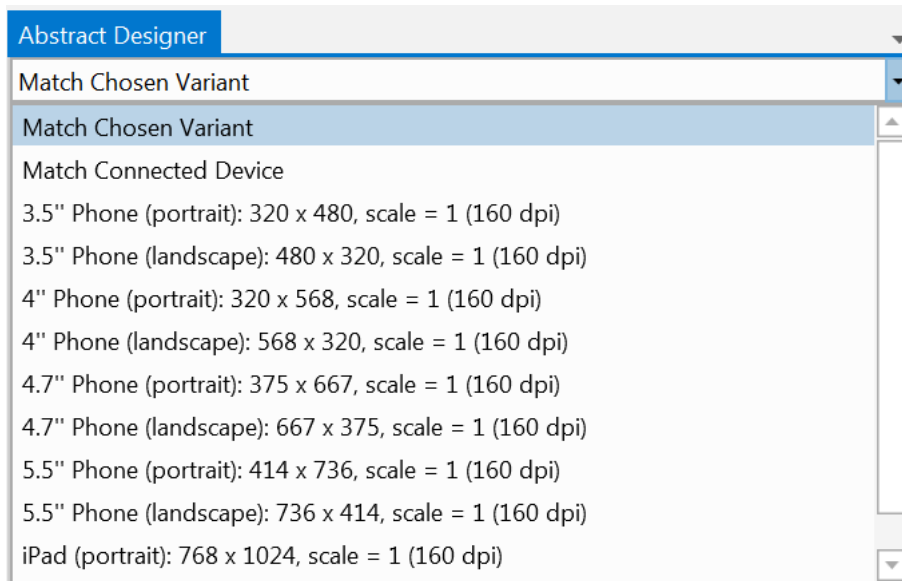 Abstract Designer
Match Chosen Variant
Match Chosen Variant
Match Connected Device
3.5'' Phone (portrait): 320 x 480, scale = 1 (160 dpi)
3.5'' Phone (landscape): 480 x 320, scale = 1 (160 dpi)
4'' Phone (portrait): 320 x 568, scale = 1 (160 dpi)
4'' Phone (landscape): 568 x 320, scale = 1 (160 dpi)
4.7'' Phone (portrait): 375 x 667, scale = 1 (160 dpi)
4.7'' Phone (landscape): 667 x 375, scale = 1 (160 dpi)
5.5'' Phone (portrait): 414 x 736, scale = 1 (160 dpi)
5.5'' Phone (landscape): 736 x 414, scale = 1 (160 dpi)
iPad (portrait): 768 x 1024, scale = 1 (160 dpi)